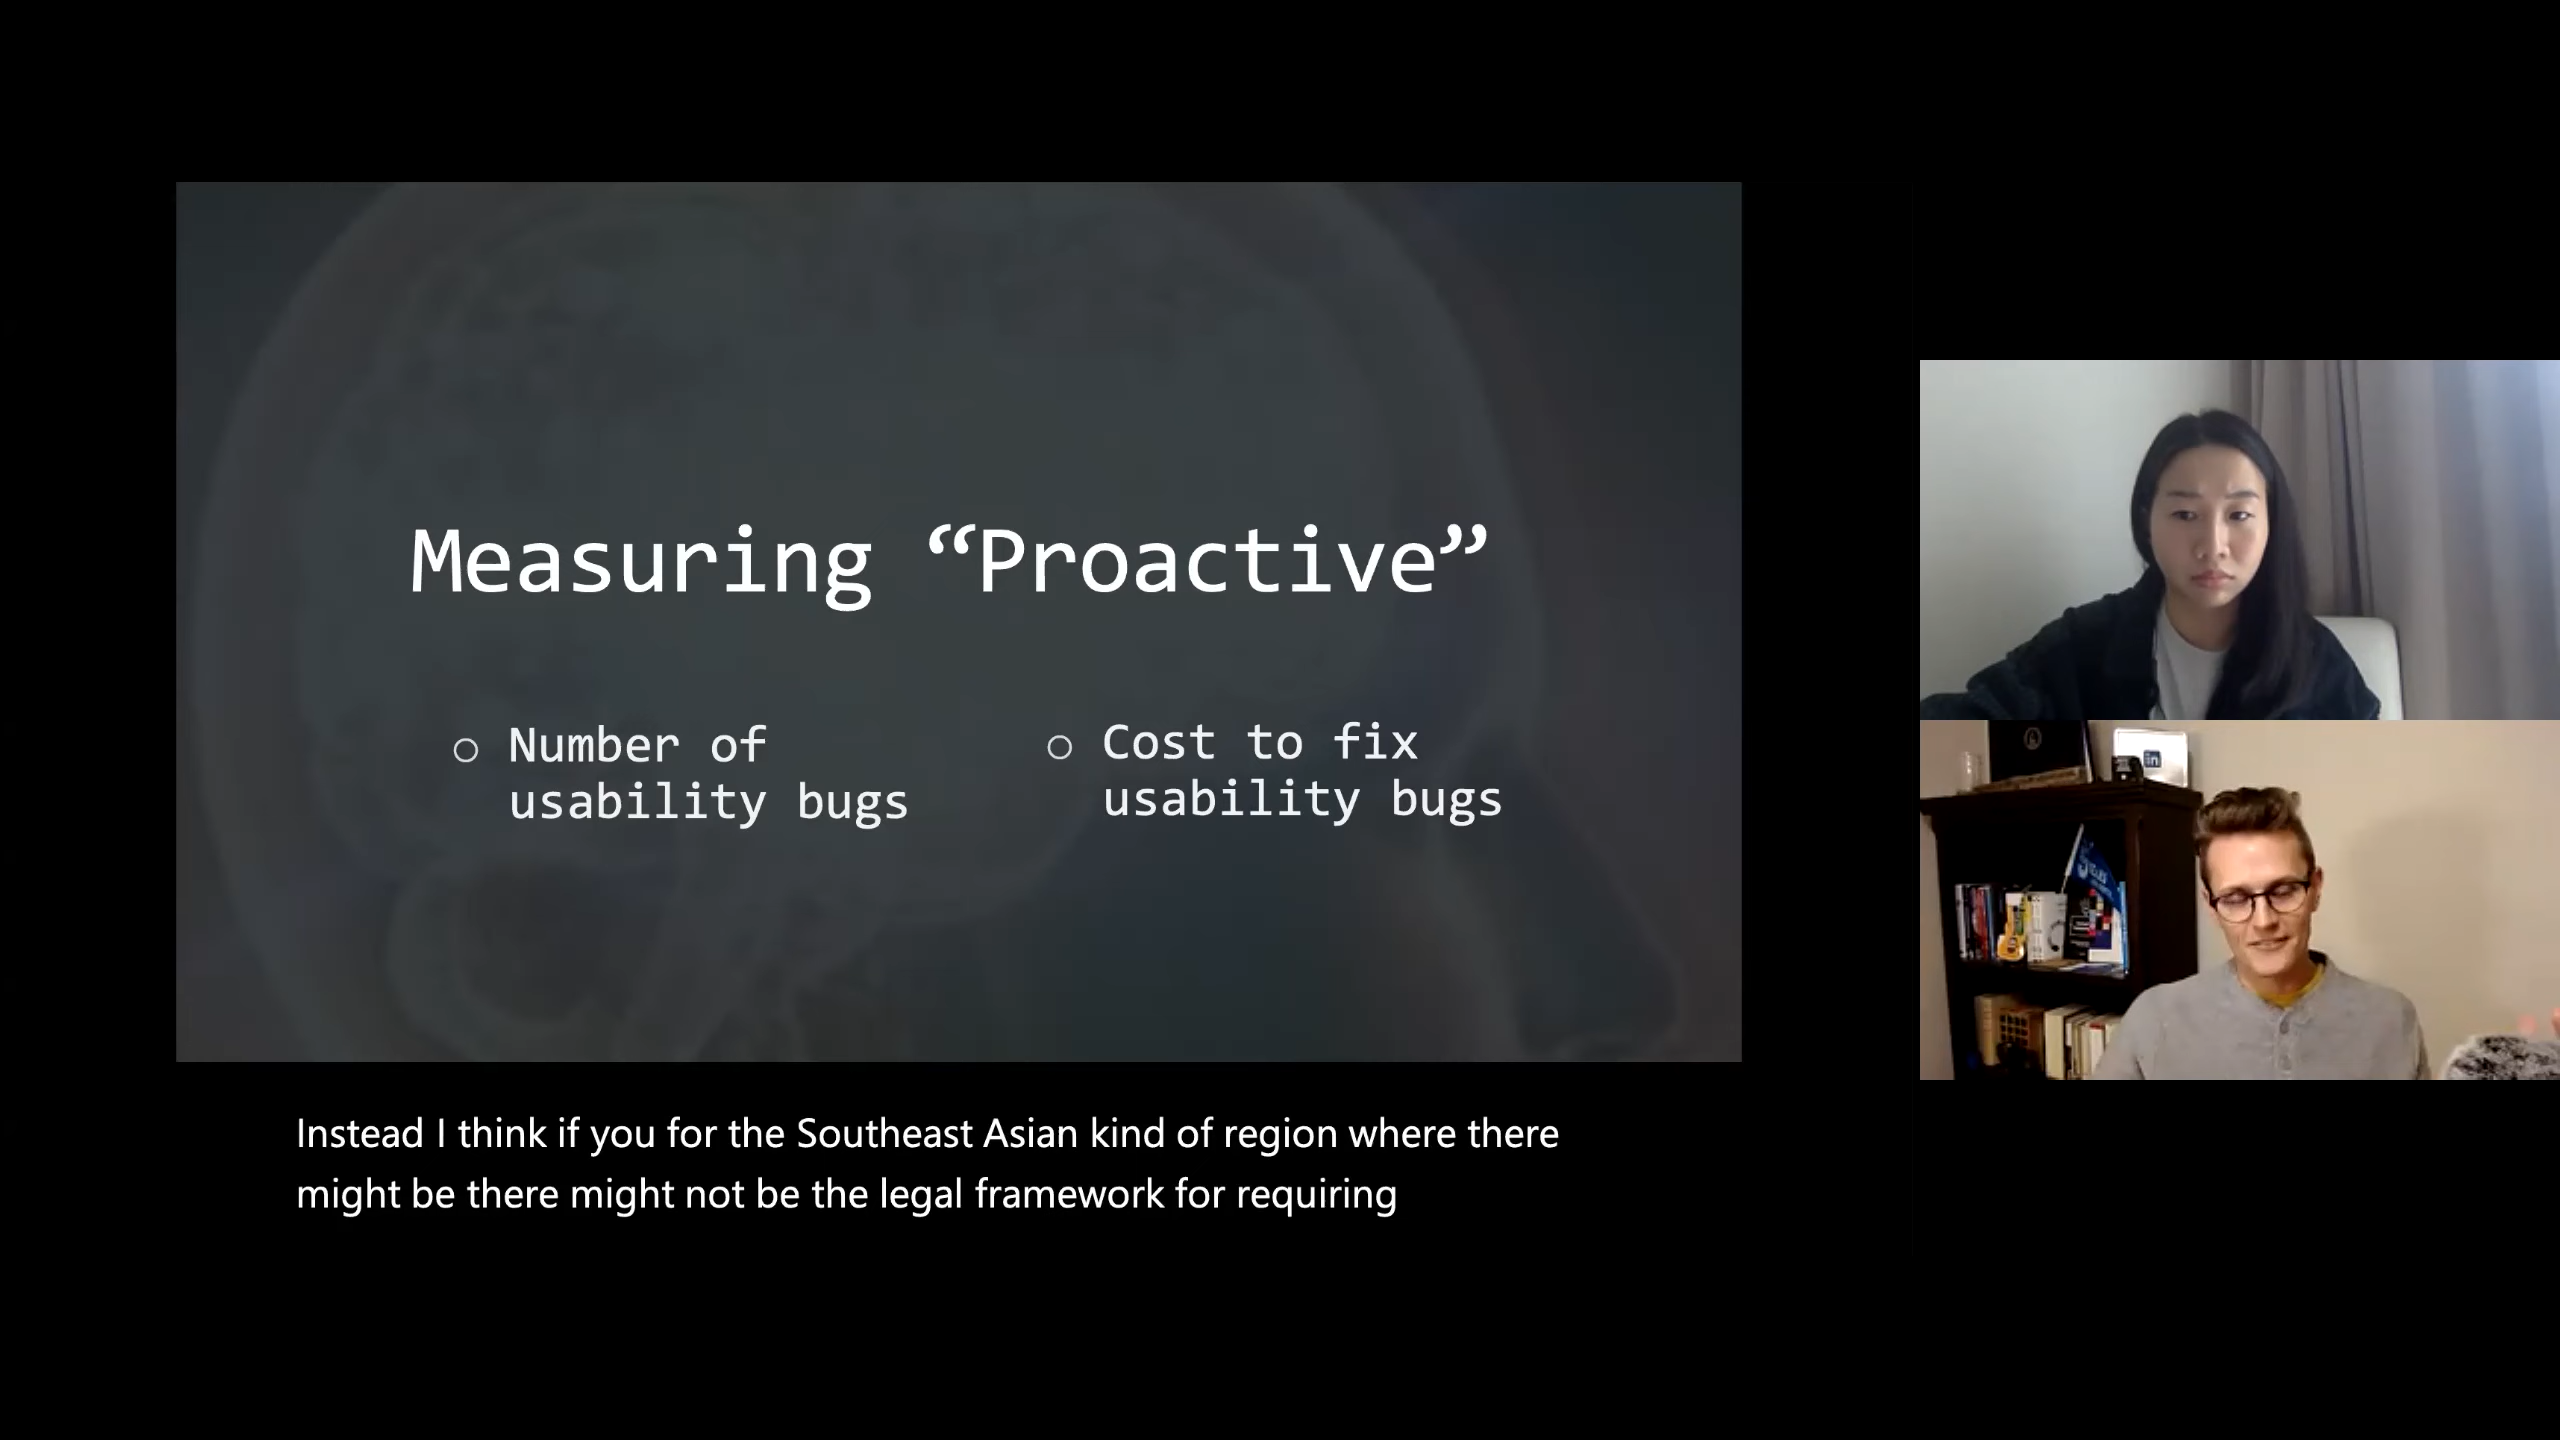 Measuring “Proactive”
○ Number of
usability bugs
○ Cost to fix
usability bugs
in
Instead I think if you for the Southeast Asian kind of region where there
might be there might not be the legal framework for requiring